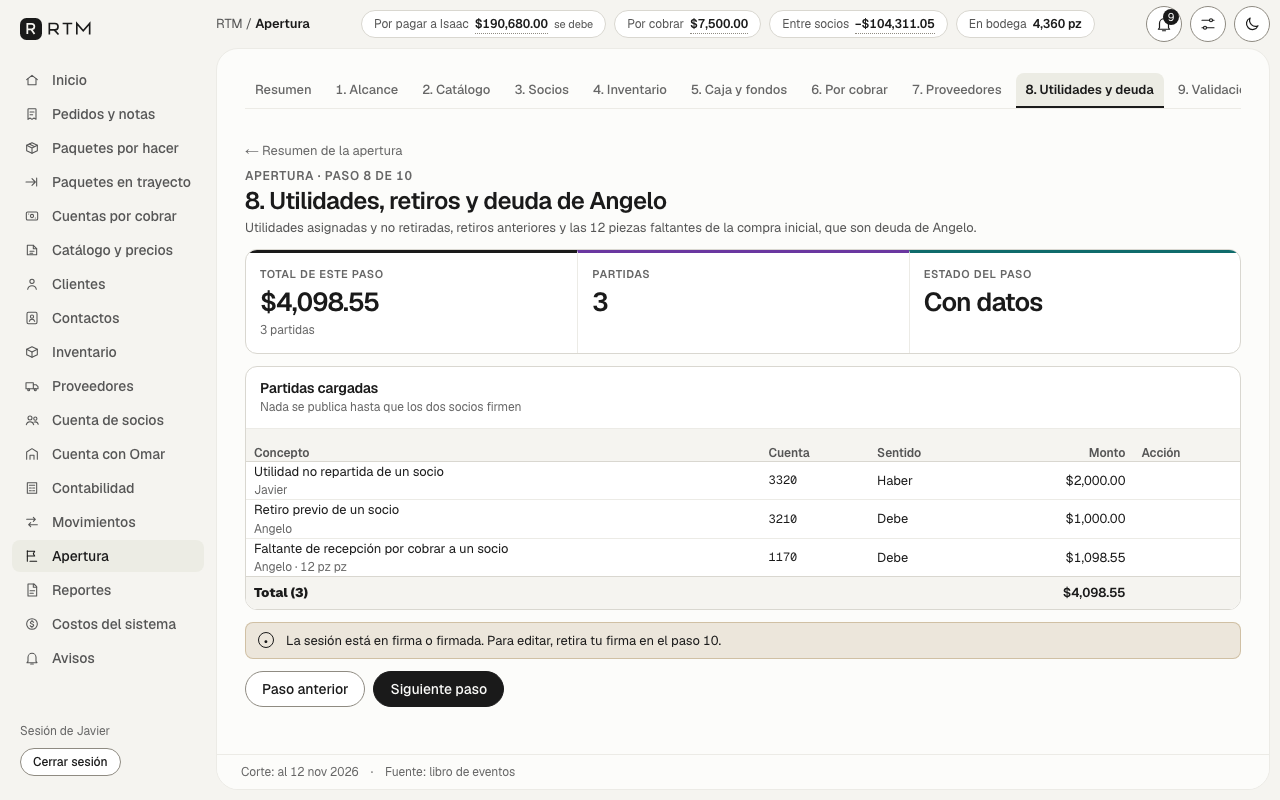 R RTM
RTM / Apertura
Por pagar a Isaac $190,680.00 se debe
Por cobrar $7,500.00
Entre socios −$104,311.05
En bodega 4,360 pz
9
Inicio
Pedidos y notas
Paquetes por hacer
Paquetes en trayecto
Cuentas por cobrar
Catálogo y precios
Clientes
Contactos
Inventario
Proveedores
Cuenta de socios
Cuenta con Omar
Contabilidad
Movimientos
Apertura
Reportes
Costos del sistema
Avisos
Sesión de Javier
Cerrar sesión
Resumen
1. Alcance
2. Catálogo
3. Socios
4. Inventario
5. Caja y fondos
6. Por cobrar
7. Proveedores
8. Utilidades y deuda
9. Validació
← Resumen de la apertura
APERTURA · PASO 8 DE 10
8. Utilidades, retiros y deuda de Angelo
Utilidades asignadas y no retiradas, retiros anteriores y las 12 piezas faltantes de la compra inicial, que son deuda de Angelo.
TOTAL DE ESTE PASO
$4,098.55
3 partidas
PARTIDAS
3
ESTADO DEL PASO
Con datos
Partidas cargadas
Nada se publica hasta que los dos socios firmen
Concepto Cuenta Sentido Monto Acción
Utilidad no repartida de un socio
Javier
3320 Haber $2,000.00
Retiro previo de un socio
Angelo
3210 Debe $1,000.00
Faltante de recepción por cobrar a un socio
Angelo · 12 pz pz
1170 Debe $1,098.55
Total (3) $4,098.55
La sesión está en firma o firmada. Para editar, retira tu firma en el paso 10.
Paso anterior
Siguiente paso
Corte: al 12 nov 2026 · Fuente: libro de eventos